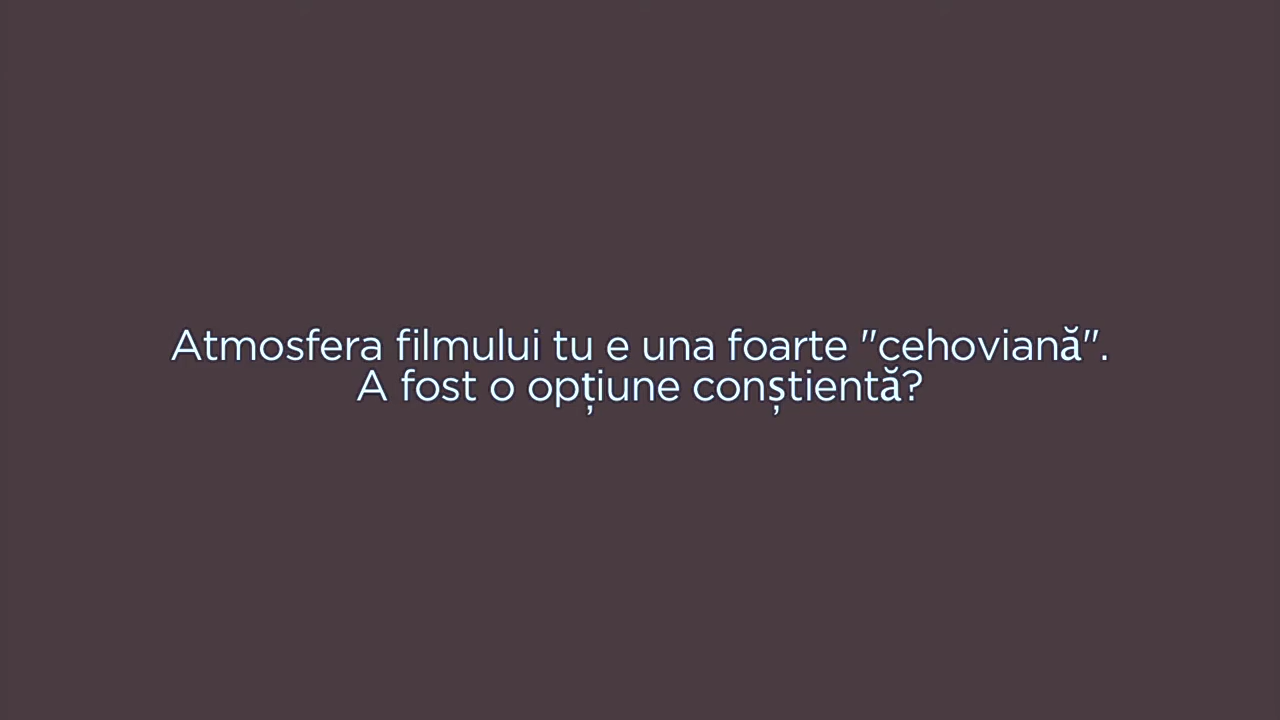 Atmosfera filmului tu e una foarte "cehoviană".
A fost o opțiune conștientă?